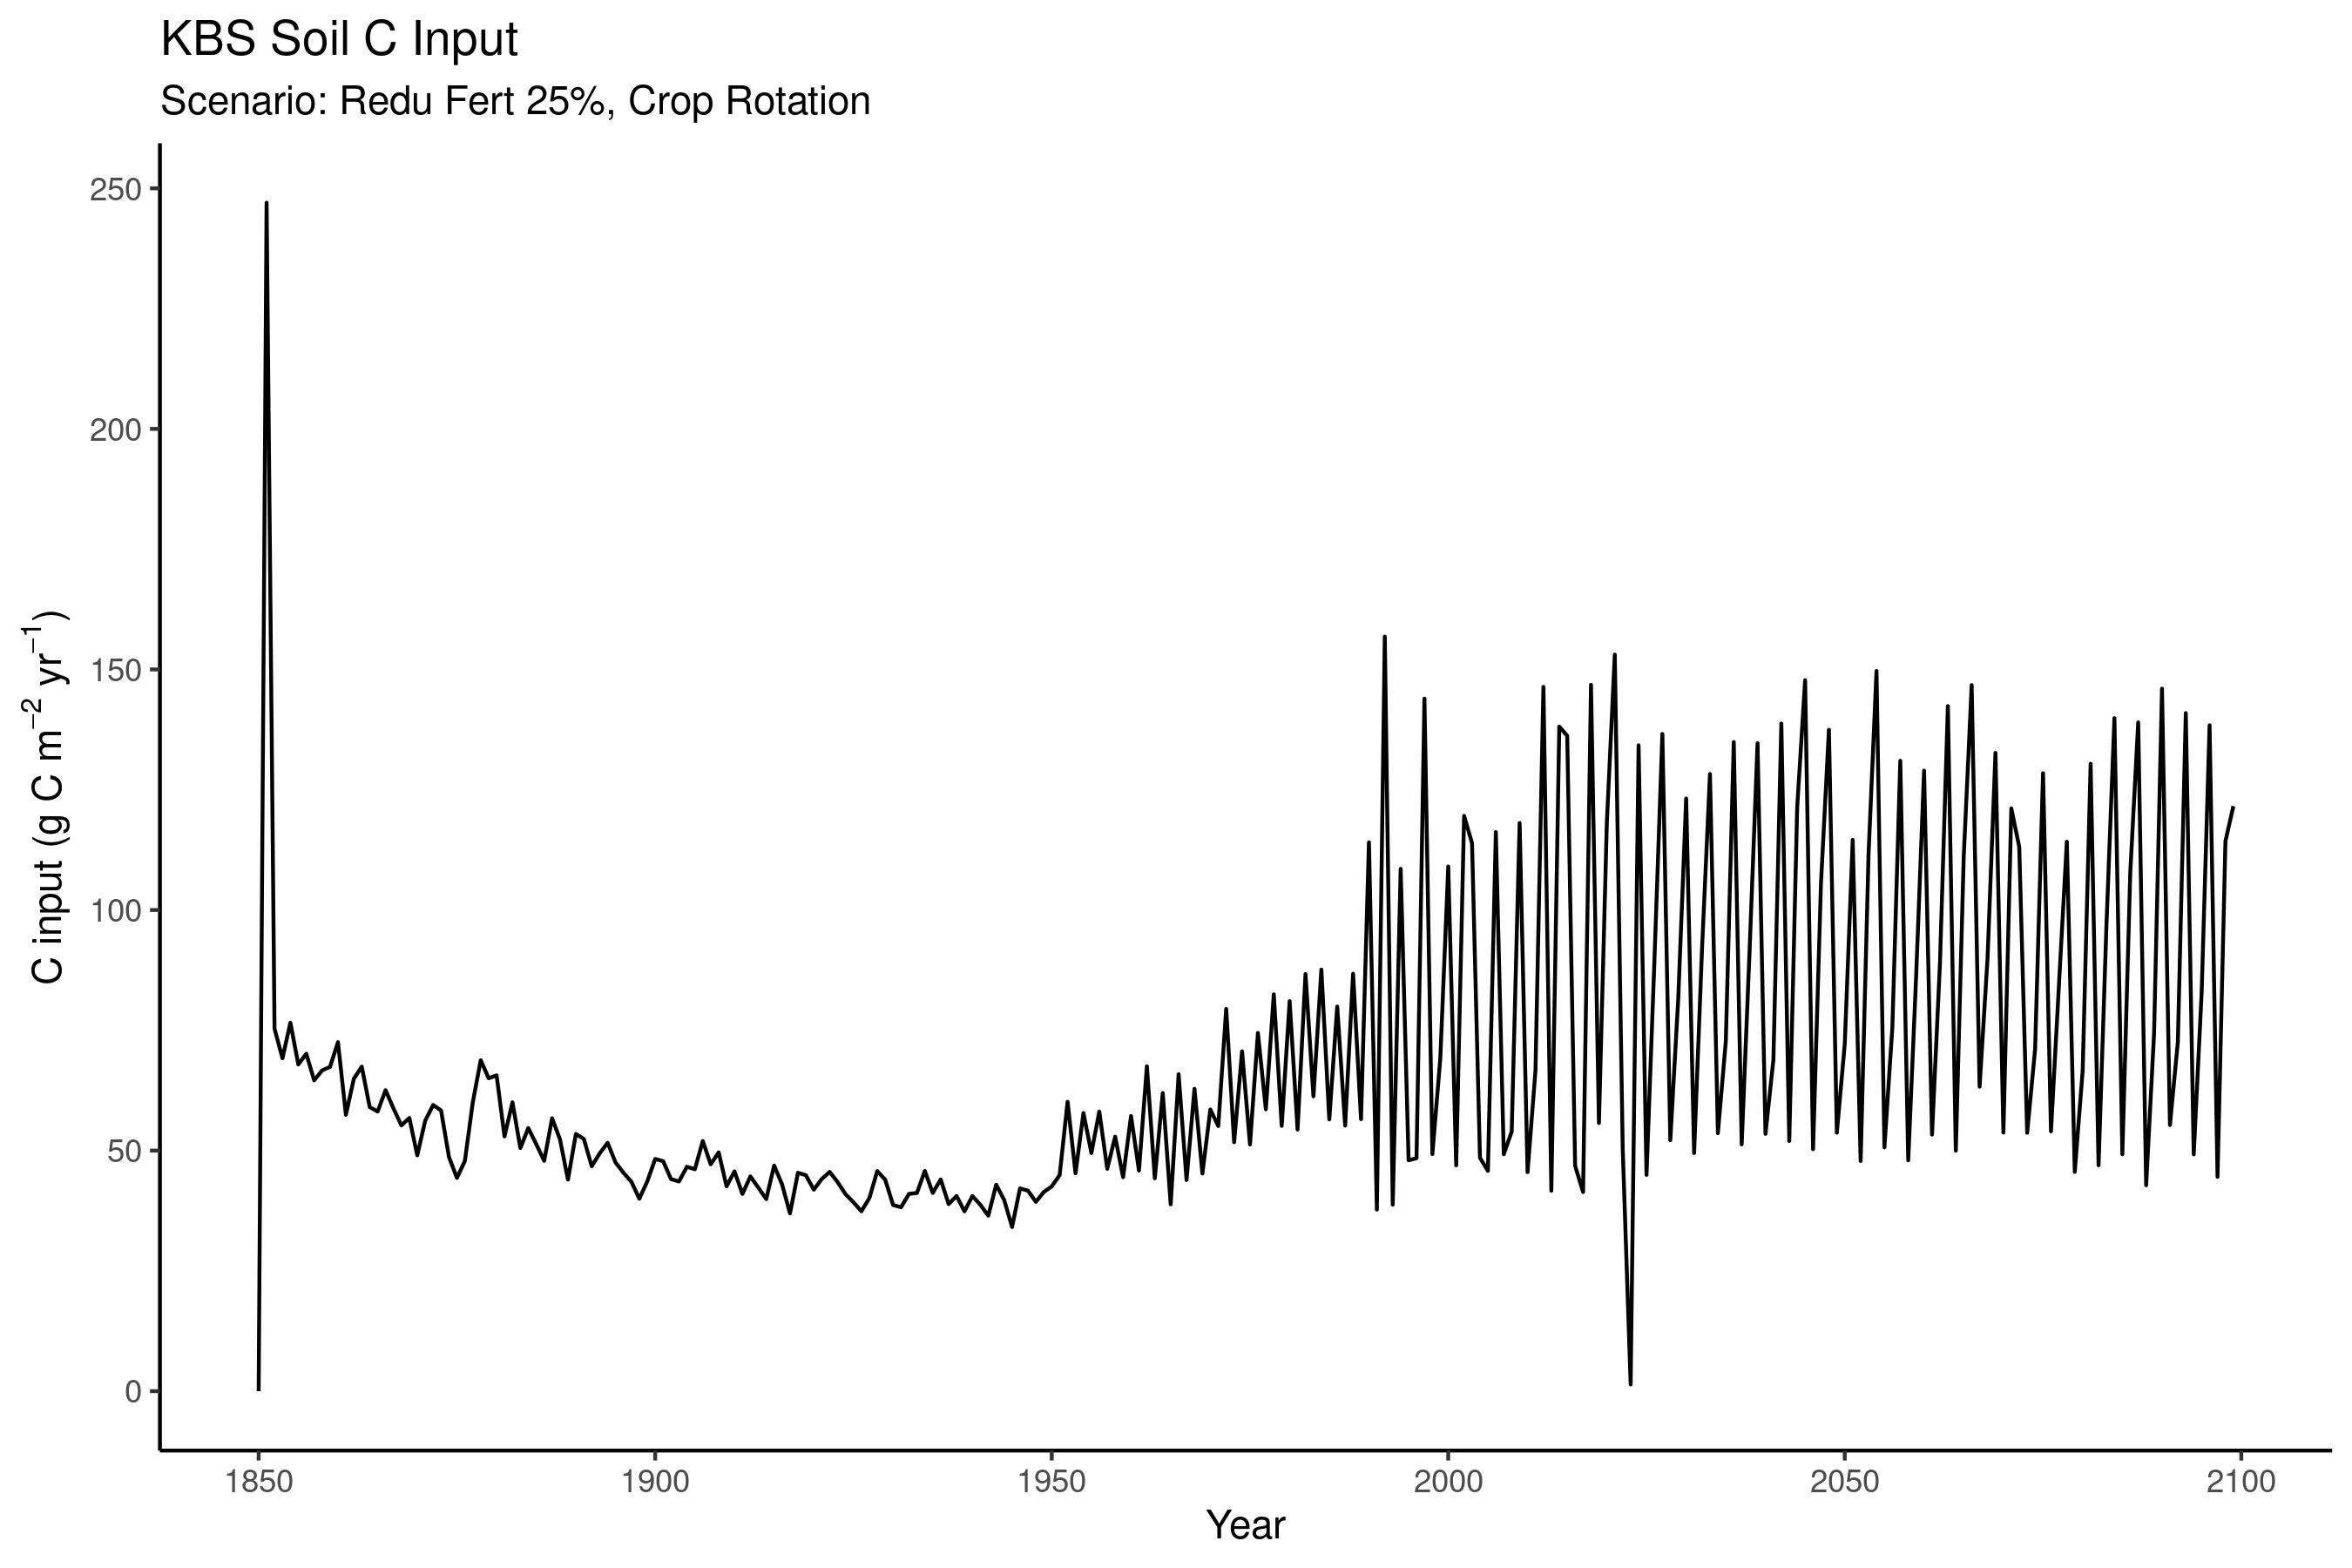 KBS Soil C Input
Scenario: Redu Fert 25%, Crop Rotation
250
200
150
100
50
0
C input (g C m⁻² yr⁻¹)
1850 1900 1950 2000 2050 2100
Year